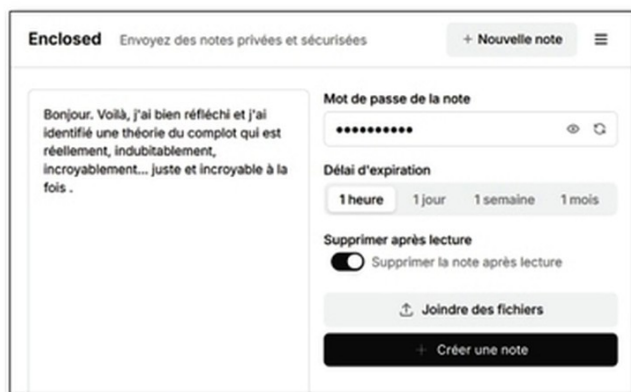 Enclosed Envoyez des notes privées et sécurisées
+ Nouvelle note
Bonjour. Voilà, j'ai bien réfléchi et j'ai
identifié une théorie du complot qui est
réellement, indubitablement,
incroyablement... juste et incroyable à la
fois .
Mot de passe de la note
••••••••••
Délai d'expiration
1 heure 1 jour 1 semaine 1 mois
Supprimer après lecture
Supprimer la note après lecture
Joindre des fichiers
+ Créer une note